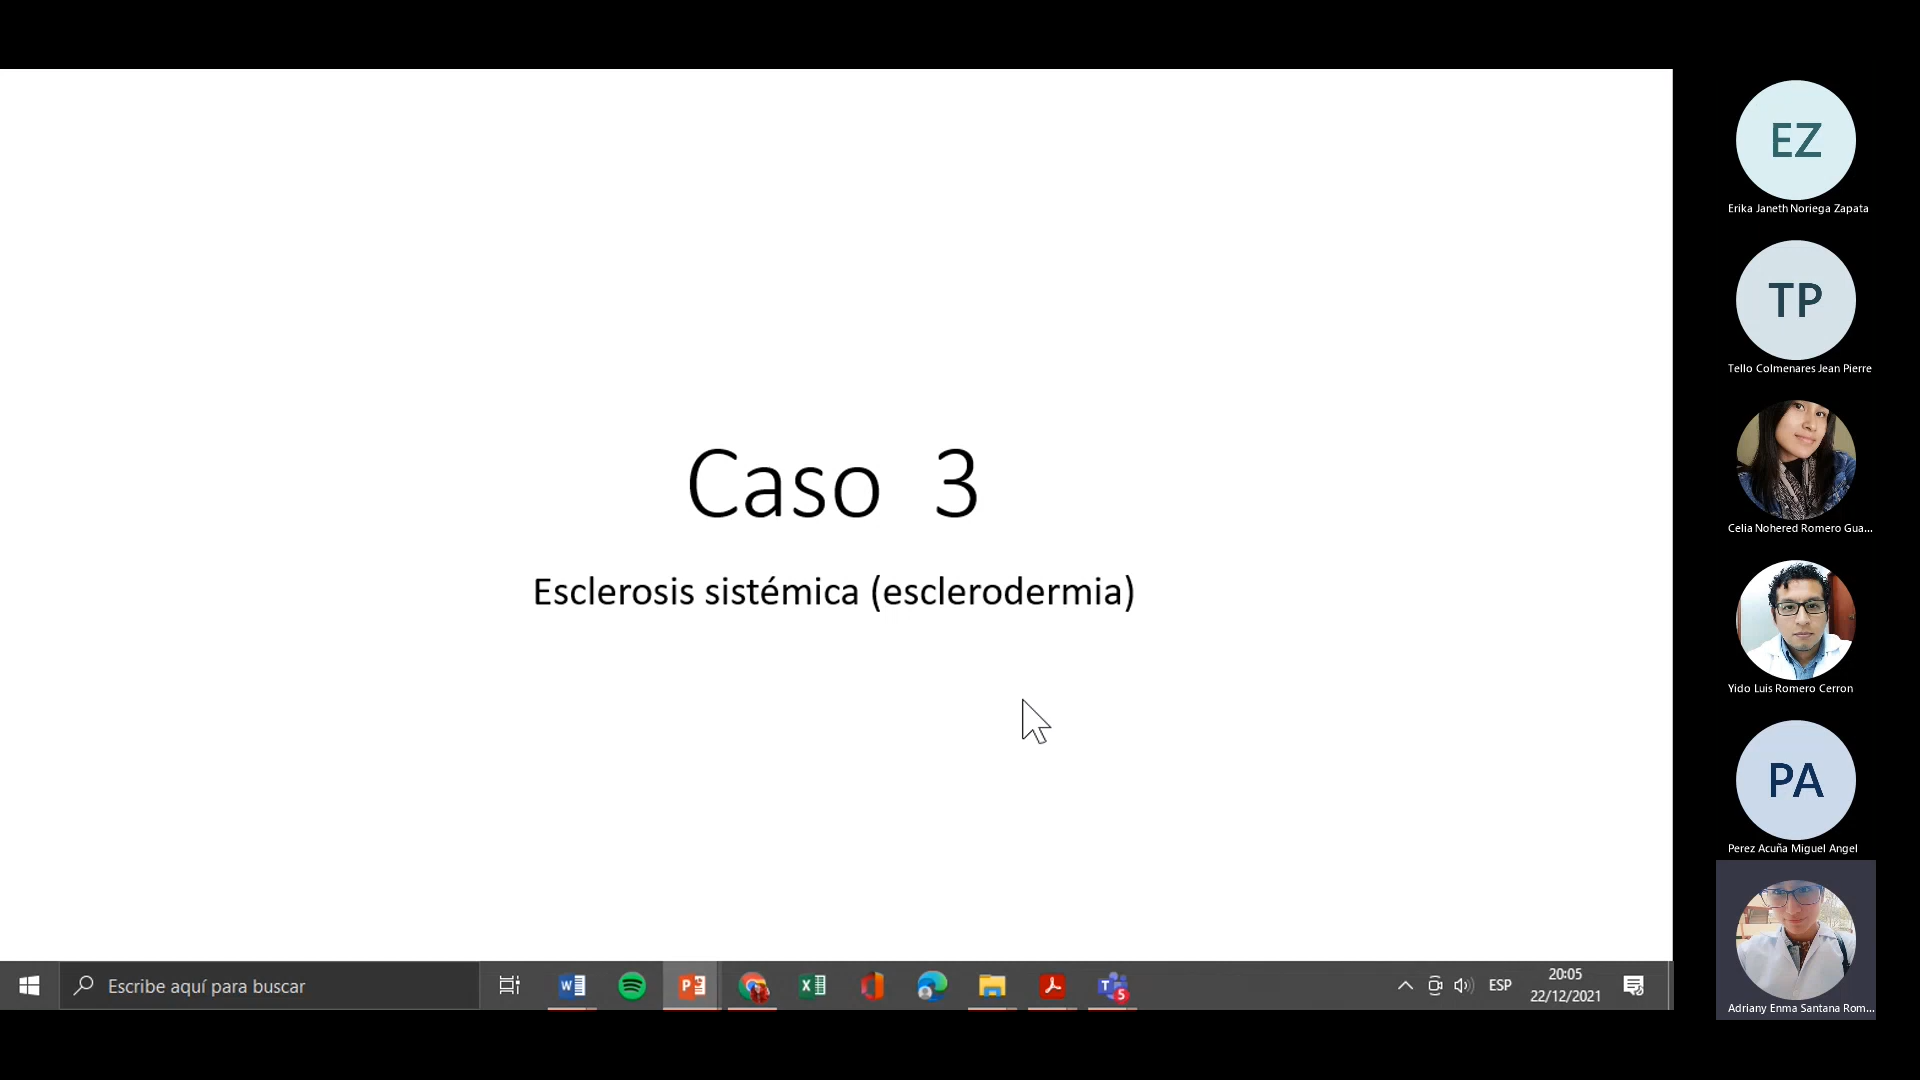 Caso 3
Esclerosis sistémica (esclerodermia)
EZ
Erika Janeth Noriega Zapata
TP
Tello Colmenares Jean Pierre
Celia Nohered Romero Gua...
Yido Luis Romero Cerron
PA
Perez Acuña Miguel Angel
Adriany Enma Santana Rom...
Escribe aquí para buscar
W
P
X
T
5
ESP
20:05
22/12/2021